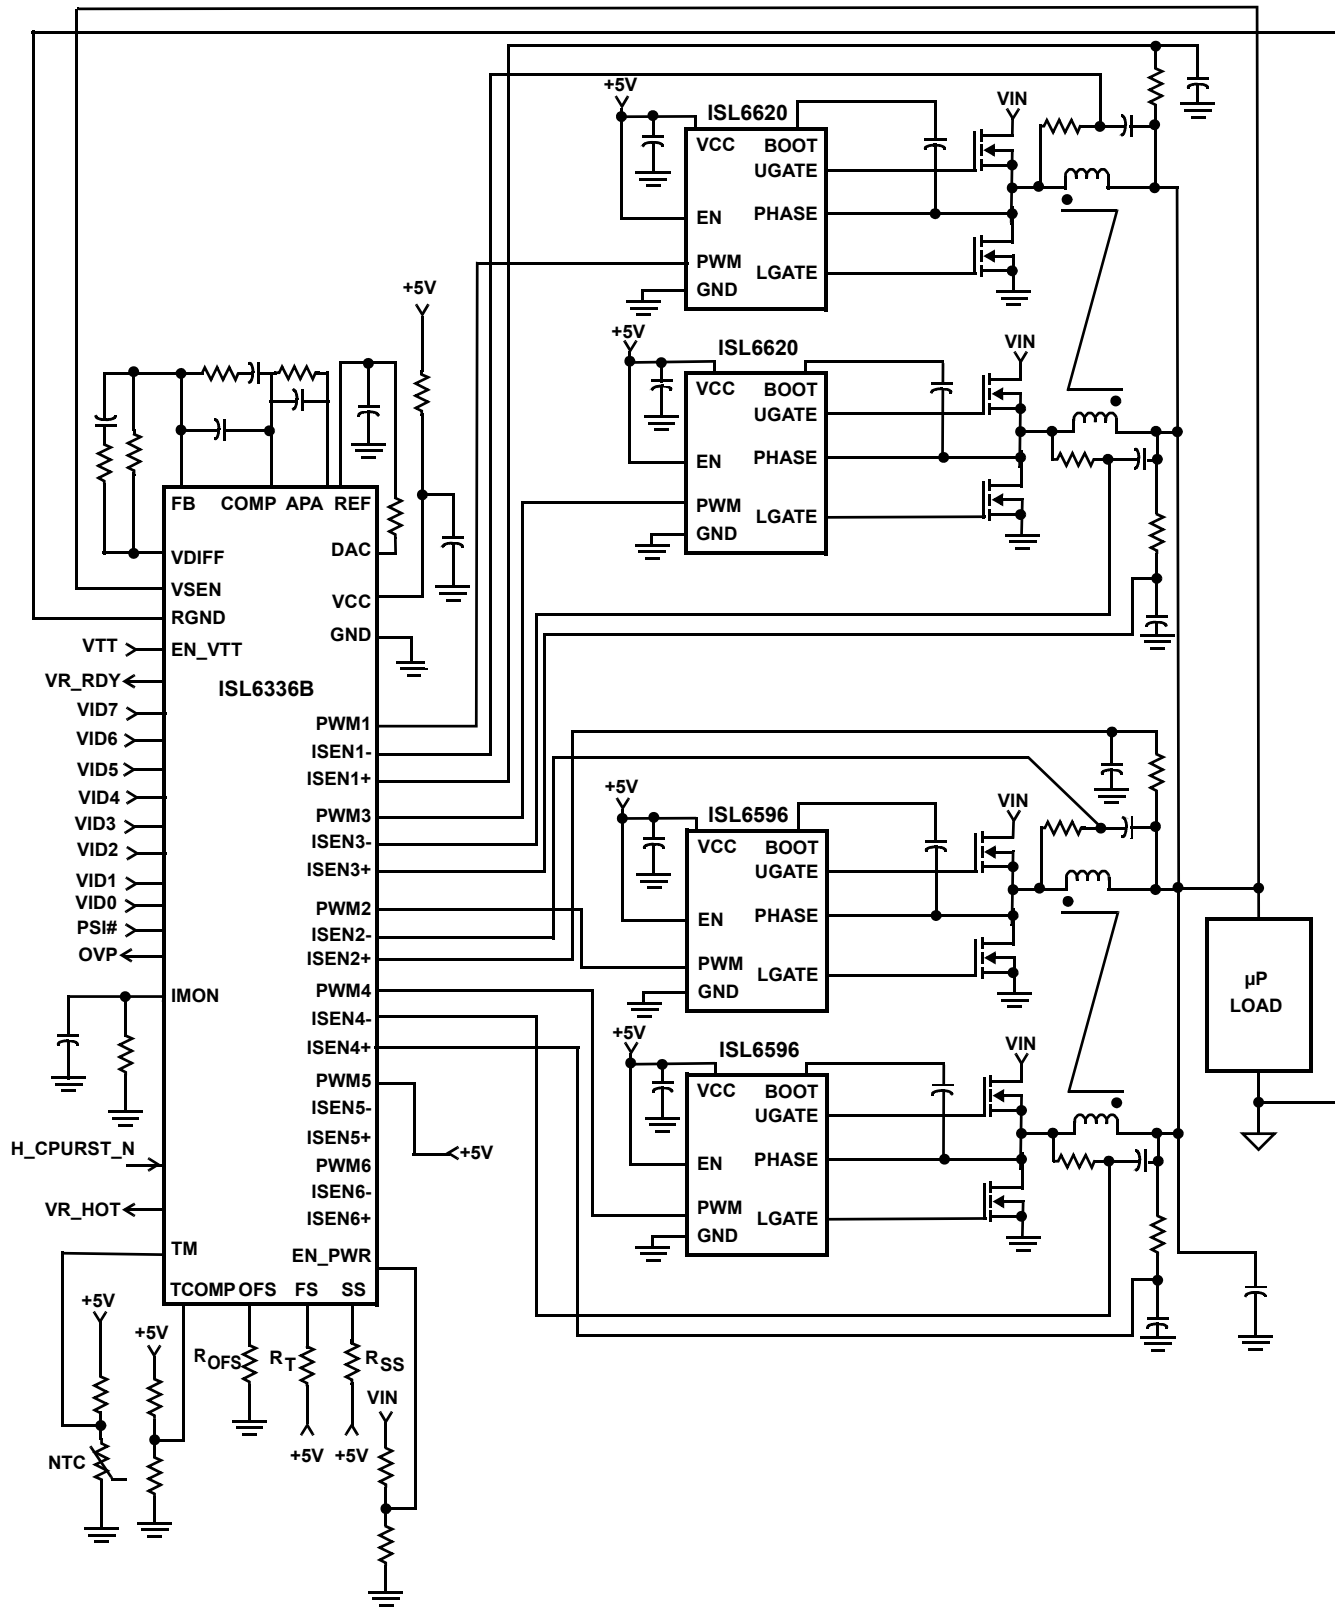 +5V
ISL6620
VIN
VCC
BOOT
UGATE
EN
PHASE
PWM
LGATE
GND
+5V
+5V
ISL6620
VIN
VCC
BOOT
UGATE
EN
PHASE
PWM
LGATE
GND
FB
COMP
APA
REF
VDIFF
DAC
VSEN
VCC
RGND
GND
VTT
EN_VTT
VR_RDY
ISL6336B
VID7
PWM1
VID6
ISEN1-
VID5
ISEN1+
VID4
PWM3
VID3
ISEN3-
VID2
ISEN3+
VID1
VID0
PWM2
PSI#
ISEN2-
OVP
ISEN2+
IMON
PWM4
ISEN4-
ISEN4+
PWM5
ISEN5-
ISEN5+
+5V
H_CPURST_N
PWM6
ISEN6-
VR_HOT
ISEN6+
TM
EN_PWR
TCOMP
OFS
FS
SS
+5V
ISL6596
VIN
VCC
BOOT
UGATE
EN
PHASE
PWM
LGATE
GND
µP
LOAD
+5V
ISL6596
VIN
VCC
BOOT
UGATE
EN
PHASE
PWM
LGATE
GND
+5V
+5V
ROFS
RT
RSS
VIN
NTC
+5V
+5V